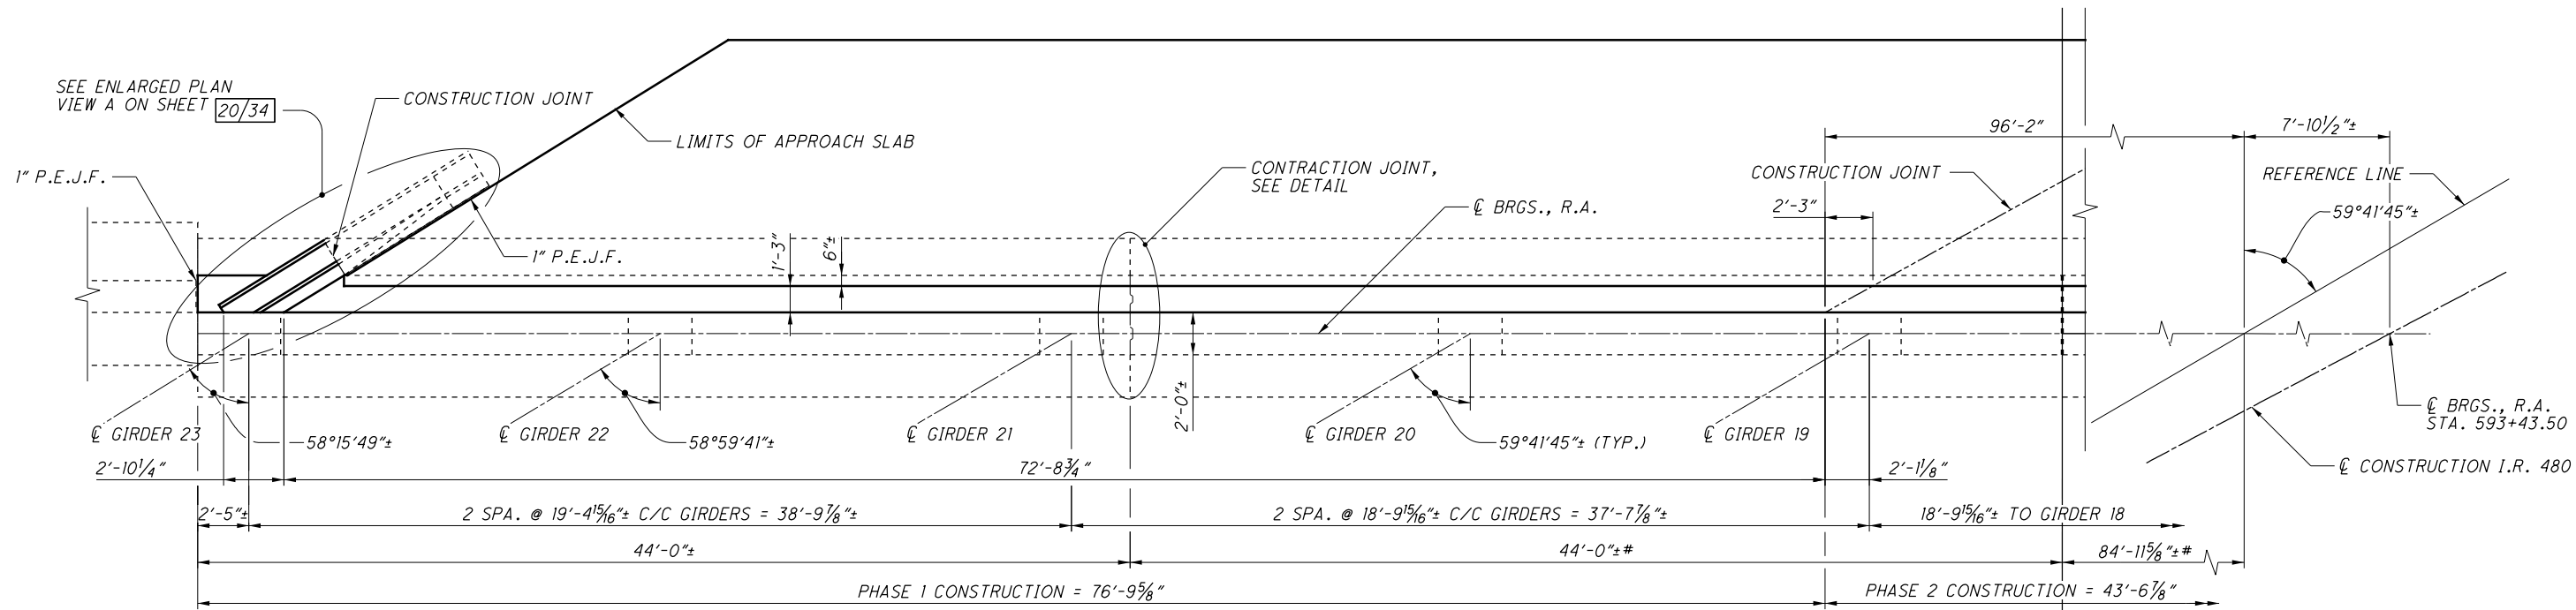 SEE ENLARGED PLAN
VIEW A ON SHEET 20/34
CONSTRUCTION JOINT
LIMITS OF APPROACH SLAB
1" P.E.J.F.
1" P.E.J.F.
1'-3"
6"±
CONTRACTION JOINT,
SEE DETAIL
℄ BRGS., R.A.
CONSTRUCTION JOINT
2'-3"
96'-2"
7'-10½"±
REFERENCE LINE
59°41'45"±
℄ GIRDER 23
58°15'49"±
℄ GIRDER 22
58°59'41"±
℄ GIRDER 21
2'-0"±
℄ GIRDER 20
59°41'45"± (TYP.)
℄ GIRDER 19
℄ BRGS., R.A.
STA. 593+43.50
℄ CONSTRUCTION I.R. 480
2'-10¼"
72'-8¾"
2'-1⅛"
2'-5"±
2 SPA. @ 19'-4 15/16"± C/C GIRDERS = 38'-9⅞"±
2 SPA. @ 18'-9 15/16"± C/C GIRDERS = 37'-7⅞"±
18'-9 15/16"± TO GIRDER 18
44'-0"±
44'-0"±#
84'-11⅝"±#
PHASE 1 CONSTRUCTION = 76'-9⅝"
PHASE 2 CONSTRUCTION = 43'-6⅞"